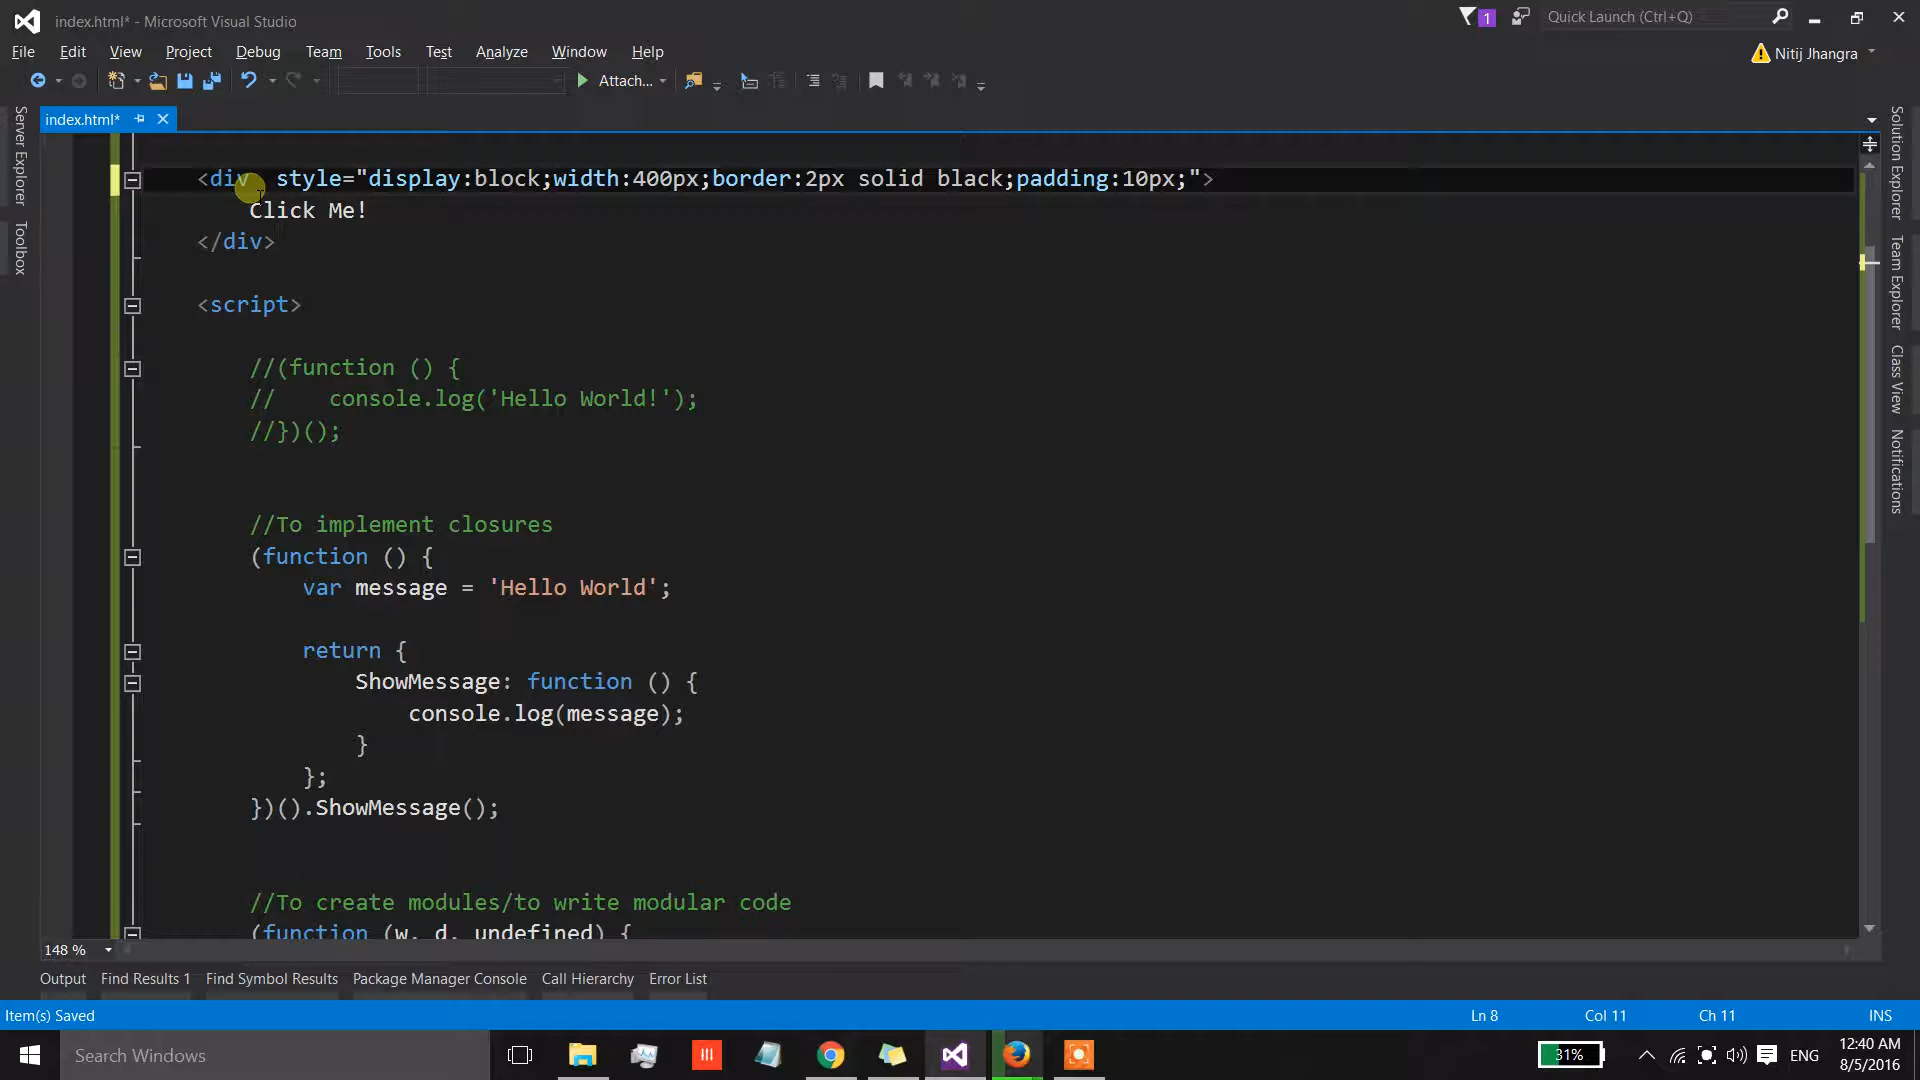 index.html* - Microsoft Visual Studio
1
Quick Launch (Ctrl+Q)
File Edit View Project Debug Team Tools Test Analyze Window Help
Nitij Jhangra
Attach...
index.html*
Server Explorer
Toolbox
Solution Explorer
Team Explorer
Class View
Notifications
<div  style="display:block;width:400px;border:2px solid black;padding:10px;">
Click Me!
</div>
<script>
//(function () {
//    console.log('Hello World!');
//})();
//To implement closures
(function () {
var message = 'Hello World';
return {
ShowMessage: function () {
console.log(message);
}
};
})().ShowMessage();
//To create modules/to write modular code
(function (w, d, undefined) {
148 %
Output Find Results 1 Find Symbol Results Package Manager Console Call Hierarchy Error List
Item(s) Saved Ln 8 Col 11 Ch 11 INS
Search Windows
31%
ENG
12:40 AM
8/5/2016